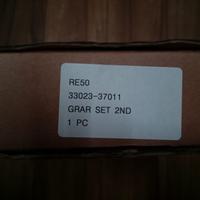 RE50
33023-37011
GRAR SET 2ND
1 PC